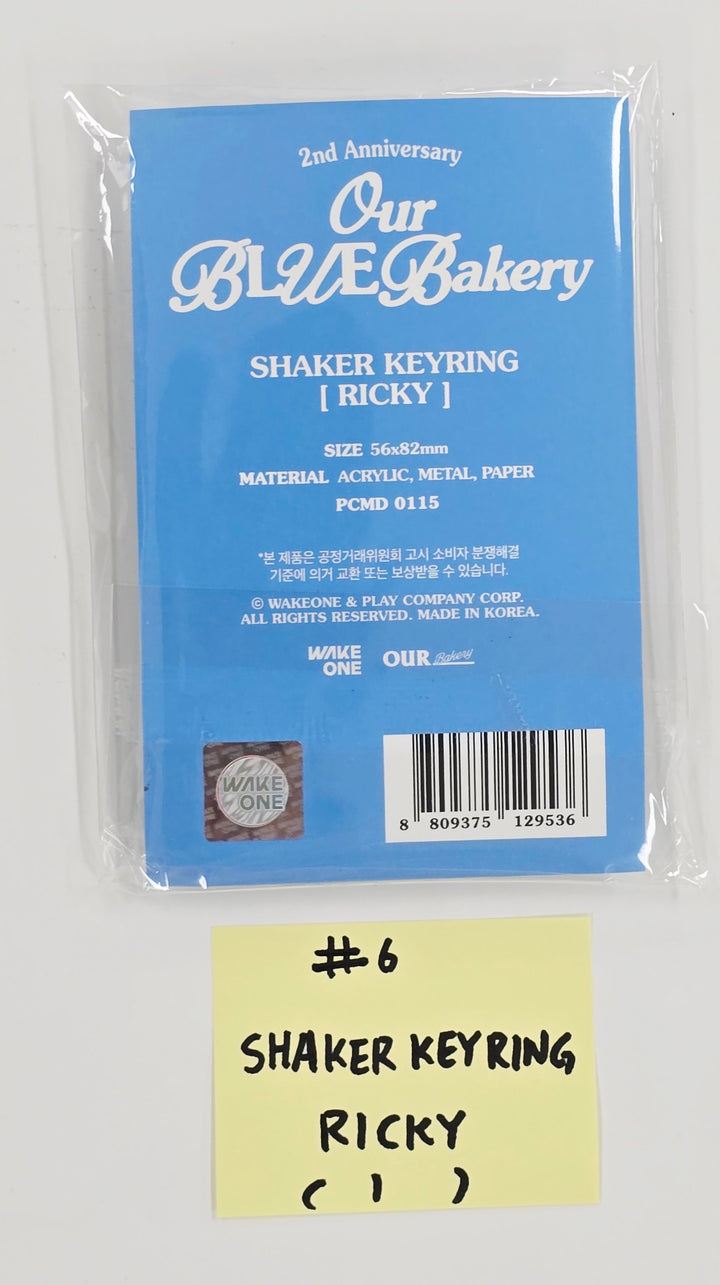 2nd Anniversary
Our
BLUE Bakery
SHAKER KEYRING
[ RICKY ]
SIZE 56x82mm
MATERIAL ACRYLIC, METAL, PAPER
PCMD 0115
*본 제품은 공정거래위원회 고시 소비자 분쟁해결
기준에 의거 교환 또는 보상받을 수 있습니다.
© WAKEONE & PLAY COMPANY CORP.
ALL RIGHTS RESERVED. MADE IN KOREA.
WAKE
ONE
OUR Bakery
WAKE
ONE
8 809375 129536
#6
SHAKER KEYRING
RICKY
( 1 )